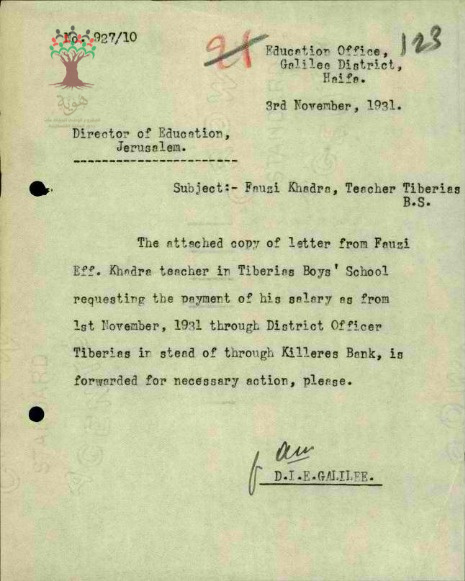 No. 927/10
91
123
Education Office,
Galilee District,
Haifa.
3rd November, 1931.
هوية
Director of Education,
Jerusalem.
Subject:- Fauzi Khadra, Teacher Tiberias
B.S.
The attached copy of letter from Fauzi
Eff. Khadra teacher in Tiberias Boys' School
requesting the payment of his salary as from
1st November, 1931 through District Officer
Tiberias in stead of through Killeres Bank, is
forwarded for necessary action, please.
D.I.E.GALILEE.